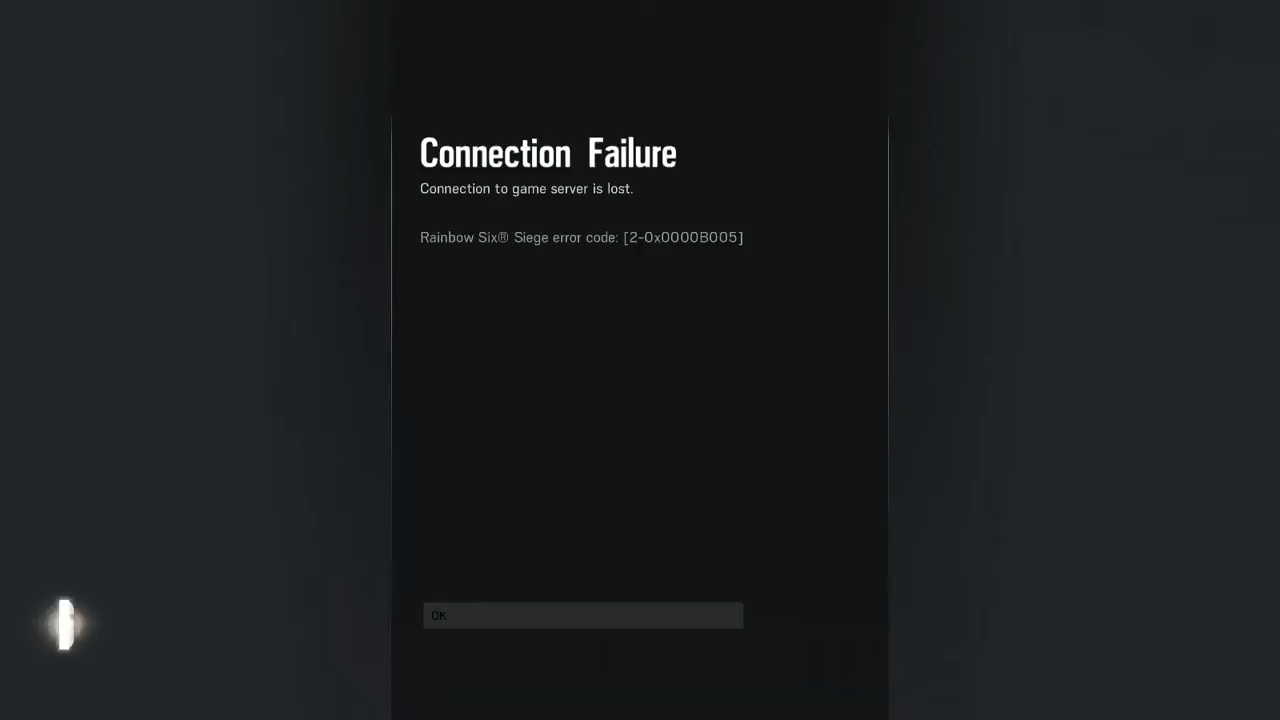 Connection Failure
Connection to game server is lost.
Rainbow Six® Siege error code: [2-0x0000B005]
OK